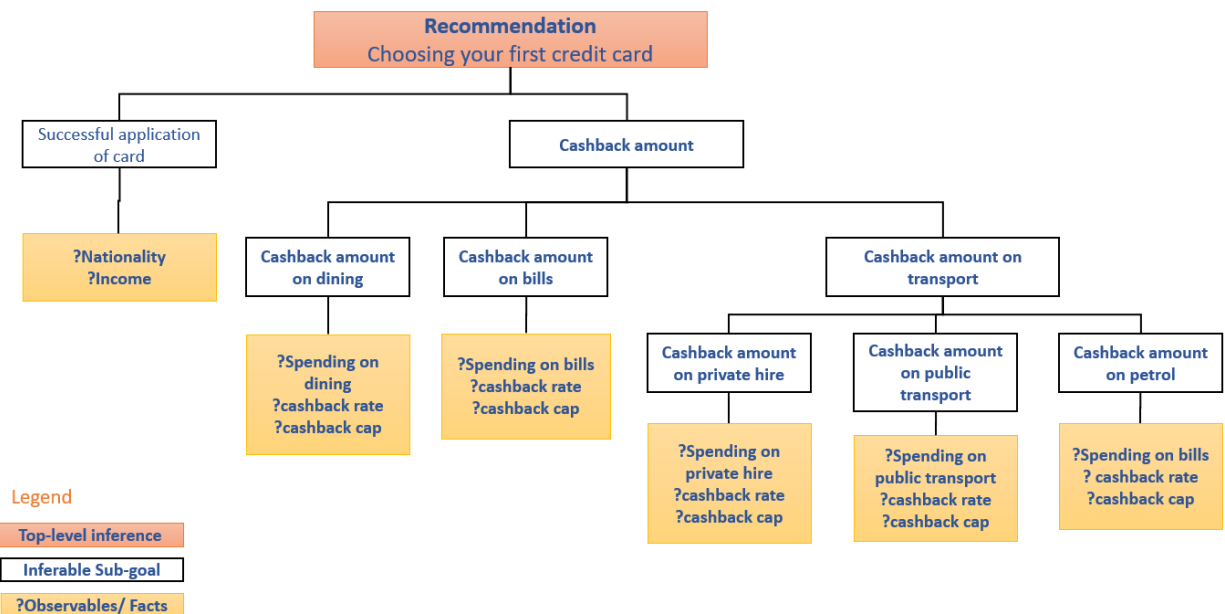 Recommendation
Choosing your first credit card
Successful application
of card
Cashback amount
?Nationality
?Income
Cashback amount
on dining
Cashback amount
on bills
Cashback amount on
transport
?Spending on
dining
?cashback rate
?cashback cap
?Spending on bills
?cashback rate
?cashback cap
Cashback amount
on private hire
Cashback amount
on public
transport
Cashback amount
on petrol
?Spending on
private hire
?cashback rate
?cashback cap
?Spending on
public transport
?cashback rate
?cashback cap
?Spending on bills
? cashback rate
?cashback cap
Legend
Top-level inference
Inferable Sub-goal
?Observables/ Facts